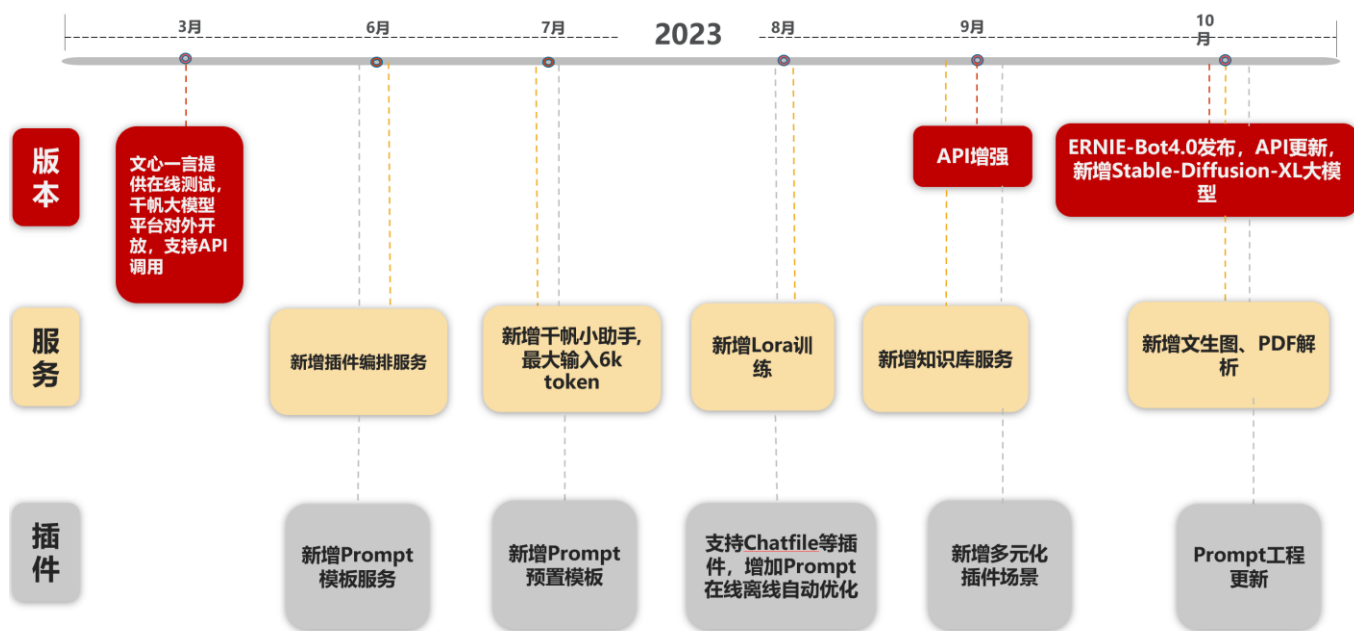 3月
6月
7月
2023
8月
9月
10
月
版
本
文心一言提
供在线测试，
千帆大模型
平台对外开
放，支持API
调用
API增强
ERNIE-Bot4.0发布，API更新，
新增Stable-Diffusion-XL大模
型
服
务
新增插件编排服务
新增千帆小助手,
最大输入6k
token
新增Lora训
练
新增知识库服务
新增文生图、PDF解
析
插
件
新增Prompt
模板服务
新增Prompt
预置模板
支持Chatfile等插
件，增加Prompt
在线离线自动优化
新增多元化
插件场景
Prompt工程
更新